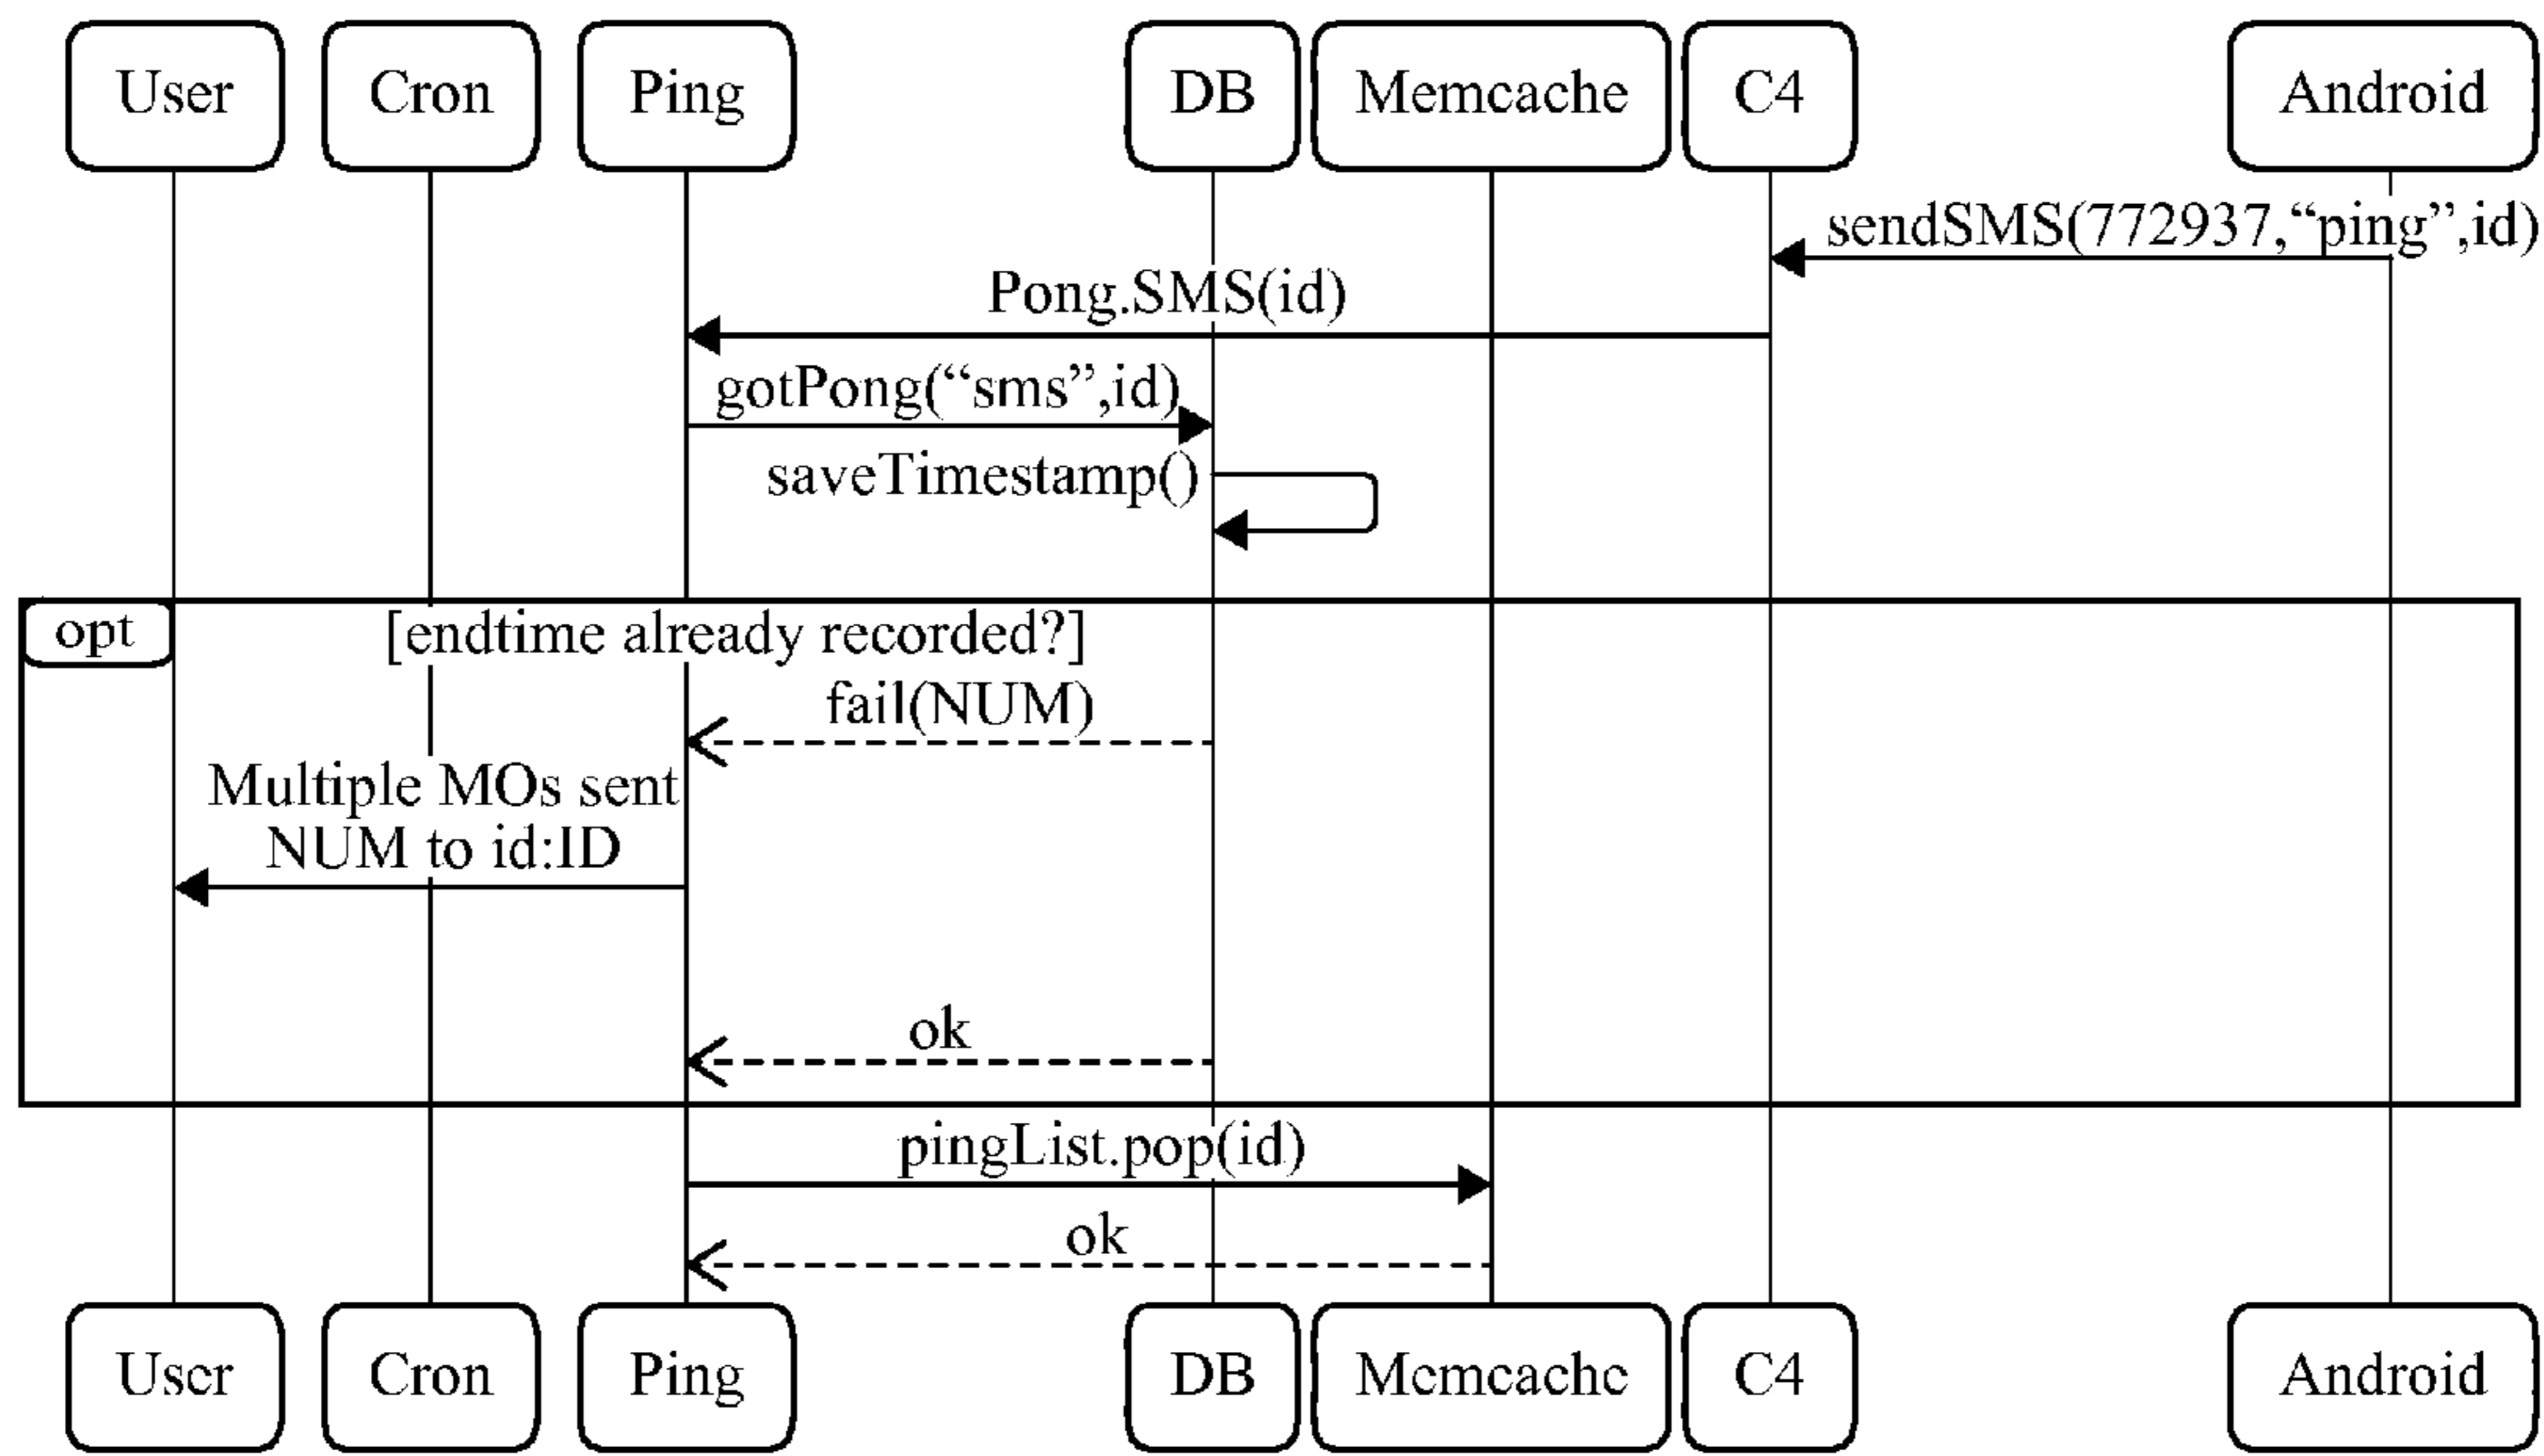 User Cron Ping DB Memcache C4 Android
sendSMS(772937,“ping”,id)
Pong.SMS(id)
gotPong(“sms”,id)
saveTimestamp()
opt [endtime already recorded?]
fail(NUM)
Multiple MOs sent
NUM to id:ID
ok
pingList.pop(id)
ok
User Cron Ping DB Memcache C4 Android